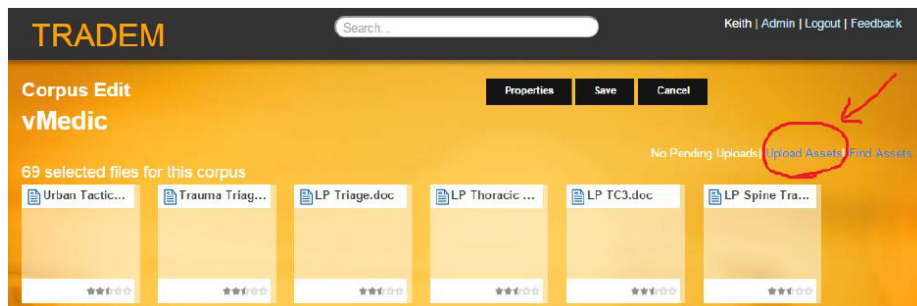 TRADEM
Search...
Keith | Admin | Logout | Feedback
Corpus Edit
Properties
Save
Cancel
vMedic
No Pending Uploads| Upload Assets| Find Assets
69 selected files for this corpus
Urban Tactic...
Trauma Triag...
LP Triage.doc
LP Thoracic ...
LP TC3.doc
LP Spine Tra...